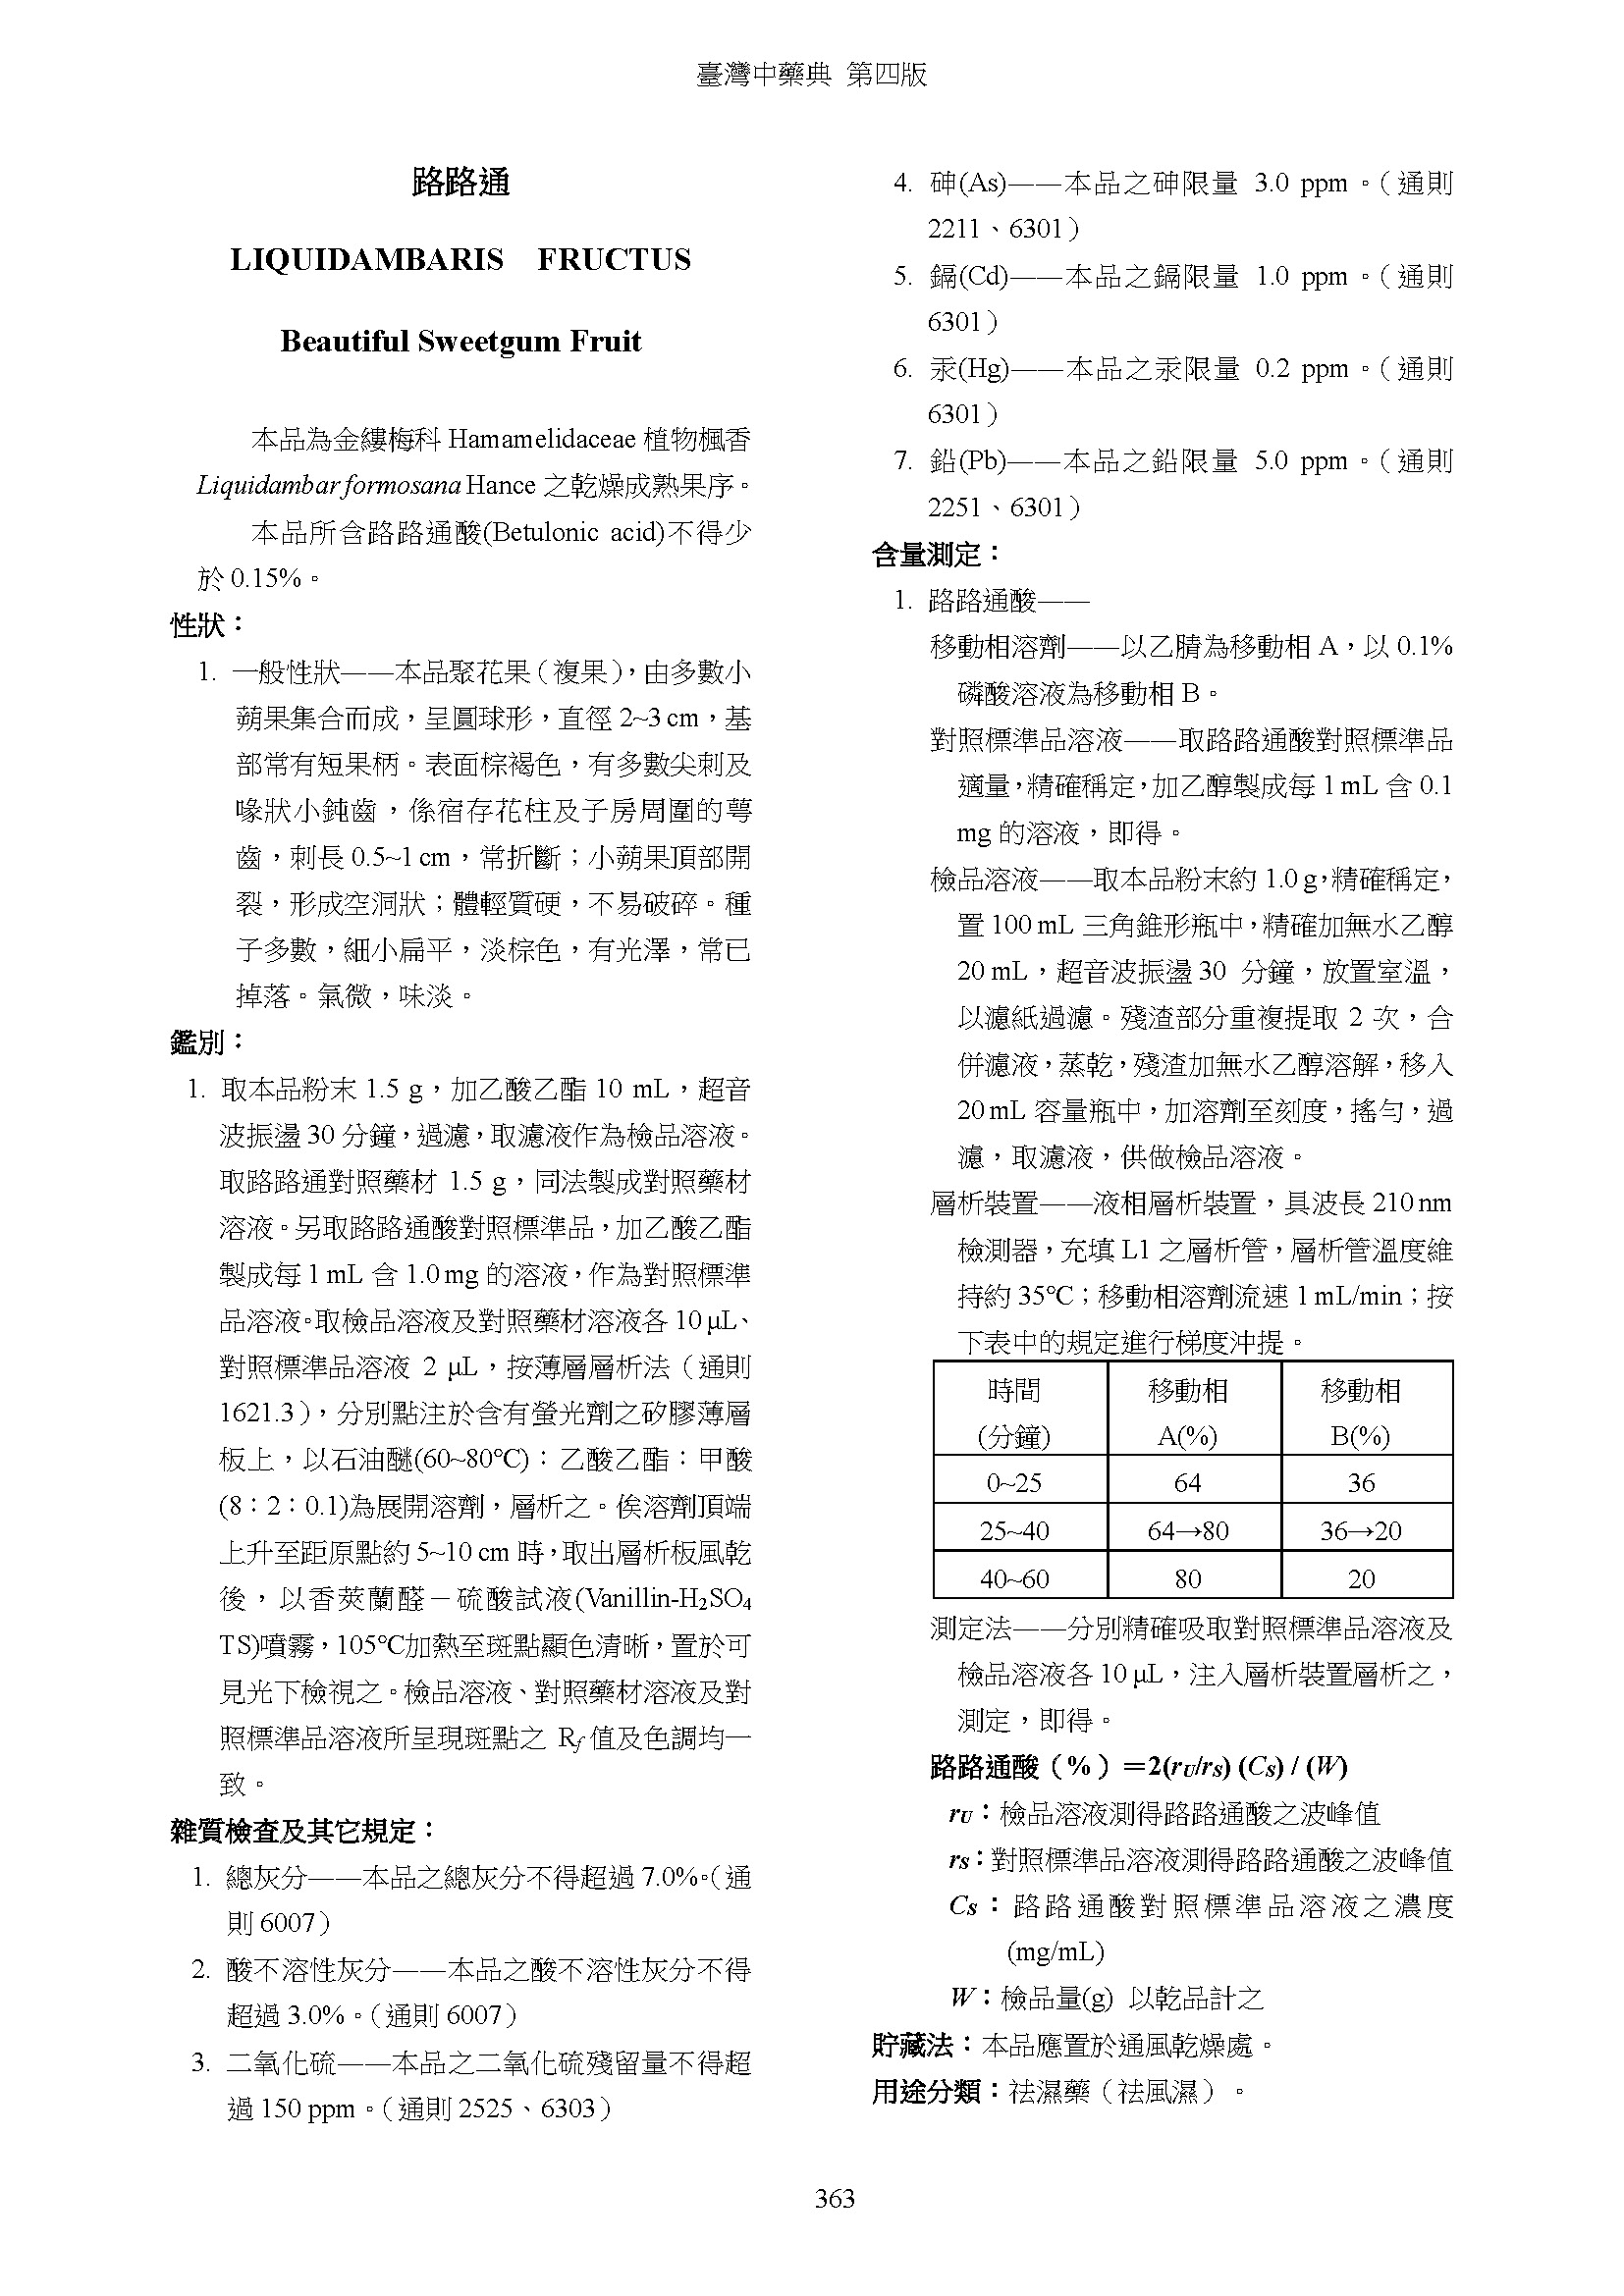 臺灣中藥典 第四版
路路通
LIQUIDAMBARIS FRUCTUS
Beautiful Sweetgum Fruit
本品為金縷梅科 Hamamelidaceae 植物楓香
Liquidambar formosana Hance 之乾燥成熟果序。
本品所含路路通酸(Betulonic acid)不得少
於 0.15%。
性狀：
1. 一般性狀——本品聚花果（複果），由多數小
蒴果集合而成，呈圓球形，直徑 2~3 cm，基
部常有短果柄。表面棕褐色，有多數尖刺及
喙狀小鈍齒，係宿存花柱及子房周圍的萼
齒，刺長 0.5~1 cm，常折斷；小蒴果頂部開
裂，形成空洞狀；體輕質硬，不易破碎。種
子多數，細小扁平，淡棕色，有光澤，常已
掉落。氣微，味淡。
鑑別：
1. 取本品粉末 1.5 g，加乙酸乙酯 10 mL，超音
波振盪 30 分鐘，過濾，取濾液作為檢品溶液。
取路路通對照藥材 1.5 g，同法製成對照藥材
溶液。另取路路通酸對照標準品，加乙酸乙酯
製成每 1 mL 含 1.0 mg 的溶液，作為對照標準
品溶液。取檢品溶液及對照藥材溶液各 10 μL、
對照標準品溶液 2 μL，按薄層層析法（通則
1621.3），分別點注於含有螢光劑之矽膠薄層
板上，以石油醚(60~80°C)：乙酸乙酯：甲酸
(8：2：0.1)為展開溶劑，層析之。俟溶劑頂端
上升至距原點約 5~10 cm 時，取出層析板風乾
後，以香莢蘭醛－硫酸試液(Vanillin-H₂SO₄
TS)噴霧，105°C加熱至斑點顯色清晰，置於可
見光下檢視之。檢品溶液、對照藥材溶液及對
照標準品溶液所呈現斑點之 Rf 值及色調均一
致。
雜質檢查及其它規定：
1. 總灰分——本品之總灰分不得超過 7.0%。（通
則 6007）
2. 酸不溶性灰分——本品之酸不溶性灰分不得
超過 3.0%。（通則 6007）
3. 二氧化硫——本品之二氧化硫殘留量不得超
過 150 ppm。（通則 2525、6303）
4. 砷(As)——本品之砷限量 3.0 ppm。（通則
2211、6301）
5. 鎘(Cd)——本品之鎘限量 1.0 ppm。（通則
6301）
6. 汞(Hg)——本品之汞限量 0.2 ppm。（通則
6301）
7. 鉛(Pb)——本品之鉛限量 5.0 ppm。（通則
2251、6301）
含量測定：
1. 路路通酸——
移動相溶劑——以乙腈為移動相 A，以 0.1%
磷酸溶液為移動相 B。
對照標準品溶液——取路路通酸對照標準品
適量，精確稱定，加乙醇製成每 1 mL 含 0.1
mg 的溶液，即得。
檢品溶液——取本品粉末約 1.0 g，精確稱定，
置 100 mL 三角錐形瓶中，精確加無水乙醇
20 mL，超音波振盪 30 分鐘，放置室溫，
以濾紙過濾。殘渣部分重複提取 2 次，合
併濾液，蒸乾，殘渣加無水乙醇溶解，移入
20 mL 容量瓶中，加溶劑至刻度，搖勻，過
濾，取濾液，供做檢品溶液。
層析裝置——液相層析裝置，具波長 210 nm
檢測器，充填 L1 之層析管，層析管溫度維
持約 35°C；移動相溶劑流速 1 mL/min；按
下表中的規定進行梯度沖提。
時間 移動相 移動相
(分鐘) A(%) B(%)
0~25 64 36
25~40 64→80 36→20
40~60 80 20
測定法——分別精確吸取對照標準品溶液及
檢品溶液各 10 μL，注入層析裝置層析之，
測定，即得。
路路通酸（%）＝2(rU/rS) (CS) / (W)
rU：檢品溶液測得路路通酸之波峰值
rS：對照標準品溶液測得路路通酸之波峰值
CS：路路通酸對照標準品溶液之濃度
(mg/mL)
W：檢品量(g) 以乾品計之
貯藏法：本品應置於通風乾燥處。
用途分類：祛濕藥（祛風濕）。
363